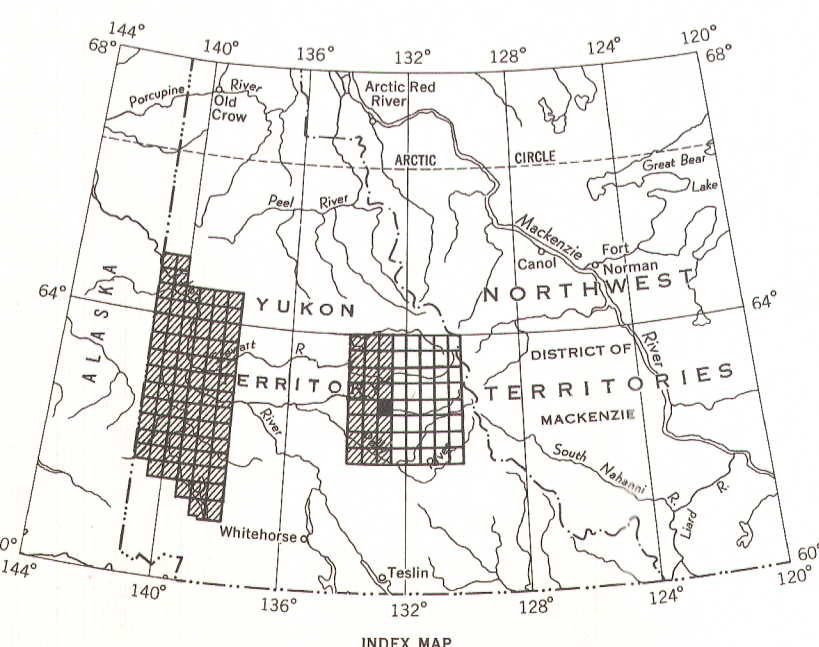 144° 140° 136° 132° 128° 124° 120°
68° 68°
Porcupine River
Old
Crow
Arctic Red
River
ARCTIC CIRCLE
Great Bear
Lake
Peel River
Mackenzie
Fort
Norman
Canol
64° YUKON NORTHWEST 64°
ALASKA
R
River
DISTRICT OF
TERRITORIES
MACKENZIE
River
River
South
Nahanni
R.
Liard
R.
Whitehorse
Teslin
60°
144° 140° 136° 132° 128° 124° 120°
INDEX MAP